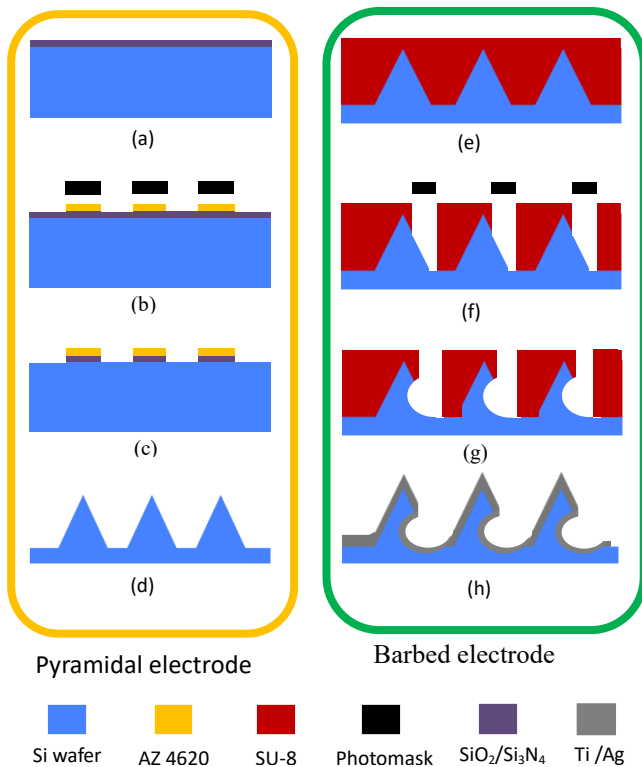 (a)
(b)
(c)
(d)
Pyramidal electrode
(e)
(f)
(g)
(h)
Barbed electrode
Si wafer AZ 4620 SU-8 Photomask SiO₂/Si₃N₄ Ti /Ag